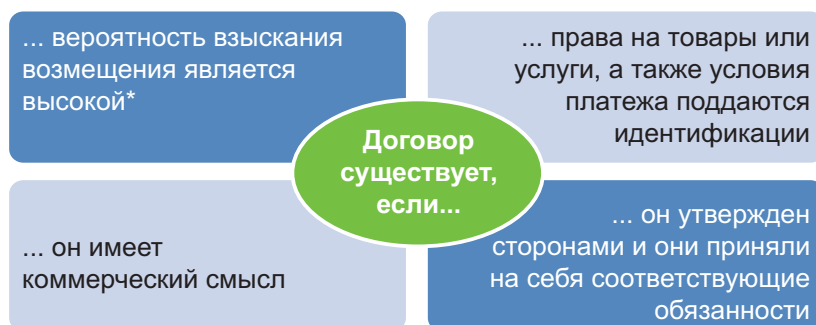 ... вероятность взыскания
возмещения является
высокой*
... права на товары или
услуги, а также условия
платежа поддаются
идентификации
Договор
существует,
если...
... он имеет
коммерческий смысл
... он утвержден
сторонами и они приняли
на себя соответствующие
обязанности